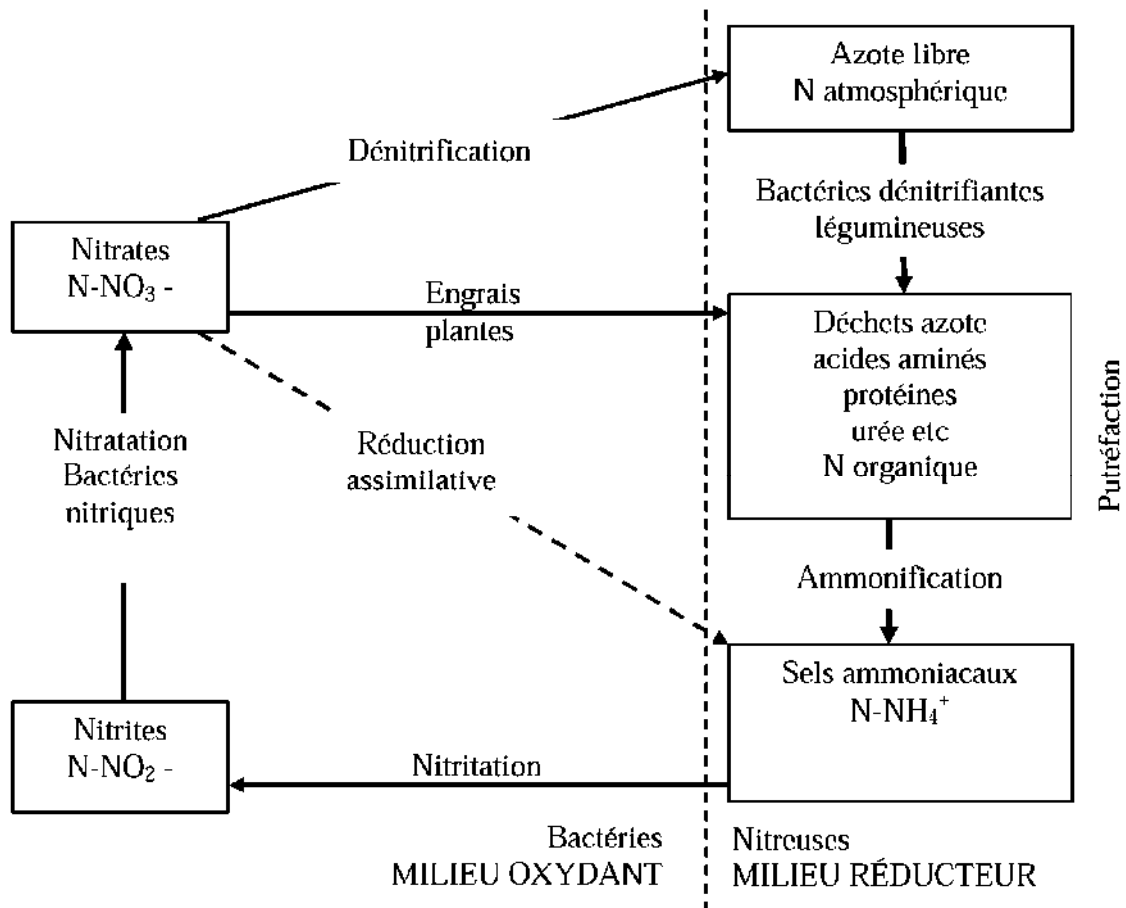 Azote libre
N atmosphérique
Dénitrification
Bactéries dénitrifiantes
légumineuses
Nitrates
N-NO₃ -
Engrais
plantes
Déchets azote
acides aminés
protéines
urée etc
N organique
Putréfaction
Nitratation
Bactéries
nitriques
Réduction
assimilative
Ammonification
Sels ammoniacaux
N-NH₄⁺
Nitrites
N-NO₂ -
Nitritation
Bactéries Nitreuses
MILIEU OXYDANT MILIEU RÉDUCTEUR